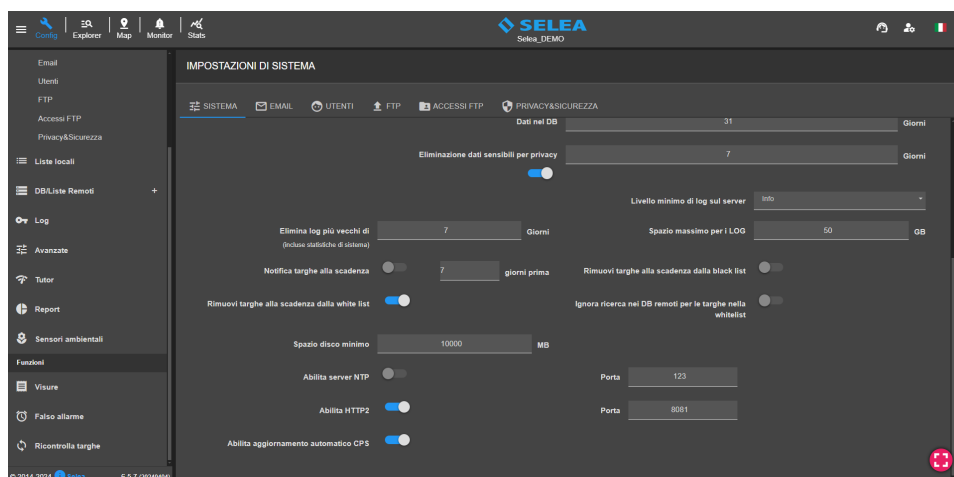 Config
Explorer
Map
Monitor
Stats
SELEA
Selea_DEMO
Email
Utenti
FTP
Accessi FTP
Privacy&Sicurezza
Liste locali
DB/Liste Remoti +
Log
Avanzate
Tutor
Report
Sensori ambientali
Funzioni
Visure
Falso allarme
Ricontrolla targhe
© 2014-2024 Selea
IMPOSTAZIONI DI SISTEMA
SISTEMA EMAIL UTENTI FTP ACCESSI FTP PRIVACY&SICUREZZA
Dati nel DB 31 Giorni
Eliminazione dati sensibili per privacy 7 Giorni
Livello minimo di log sul server Info
Elimina log più vecchi di 7 Giorni
(incluse statistiche di sistema)
Spazio massimo per i LOG 50 GB
Notifica targhe alla scadenza 7 giorni prima
Rimuovi targhe alla scadenza dalla black list
Rimuovi targhe alla scadenza dalla white list
Ignora ricerca nei DB remoti per le targhe nella
whitelist
Spazio disco minimo 10000 MB
Abilita server NTP
Porta 123
Abilita HTTP2
Porta 8081
Abilita aggiornamento automatico CPS